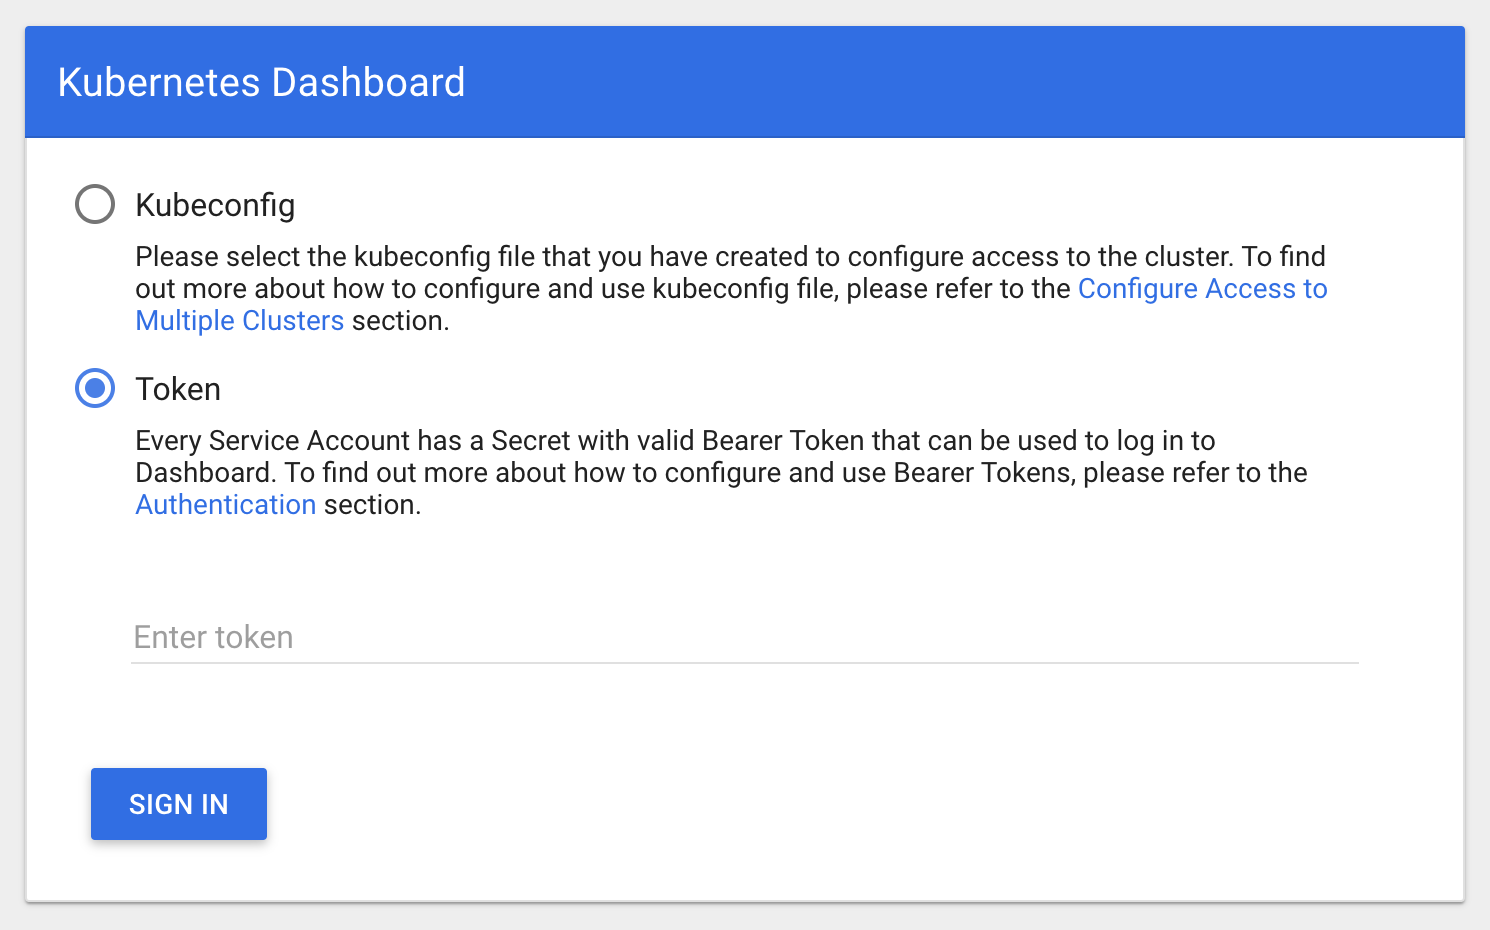 Kubernetes Dashboard
Kubeconfig
Please select the kubeconfig file that you have created to configure access to the cluster. To find
out more about how to configure and use kubeconfig file, please refer to the Configure Access to
Multiple Clusters section.
Token
Every Service Account has a Secret with valid Bearer Token that can be used to log in to
Dashboard. To find out more about how to configure and use Bearer Tokens, please refer to the
Authentication section.
Enter token
SIGN IN